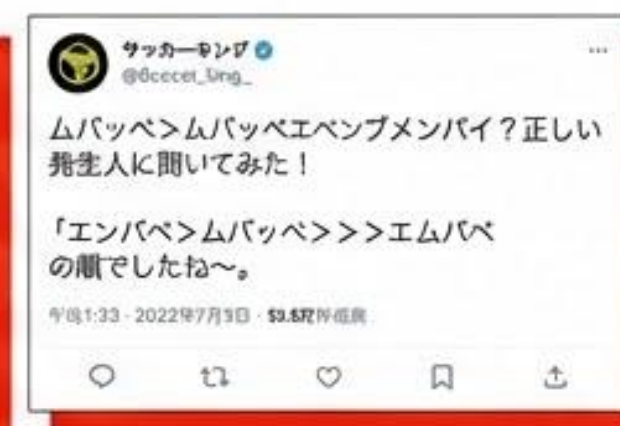 サッカーキング
ムバッペ>ムバッペエベンブメンバイ？正しい
発生人に聞いてみた！
「エンバペ>ムバッペ>>>エムバペ
の順でしたね～。
1:33 · 2022年7月3日